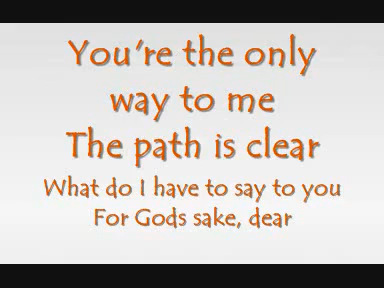 You're the only
way to me
The path is clear
What do I have to say to you
For Gods sake, dear